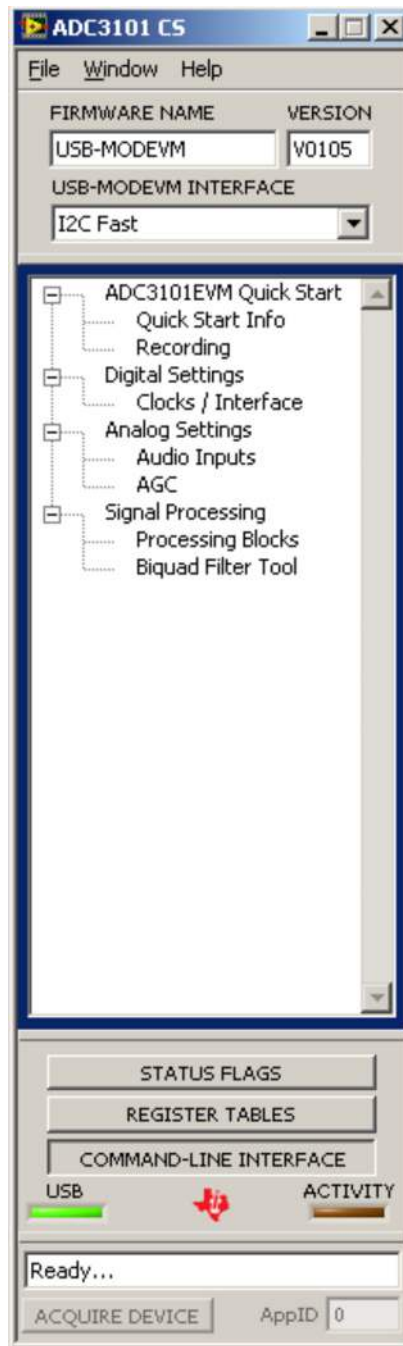 ADC3101 CS
File Window Help
FIRMWARE NAME VERSION
USB-MODEVM V0105
USB-MODEVM INTERFACE
I2C Fast
ADC3101EVM Quick Start
Quick Start Info
Recording
Digital Settings
Clocks / Interface
Analog Settings
Audio Inputs
AGC
Signal Processing
Processing Blocks
Biquad Filter Tool
STATUS FLAGS
REGISTER TABLES
COMMAND-LINE INTERFACE
USB ACTIVITY
Ready...
ACQUIRE DEVICE AppID 0